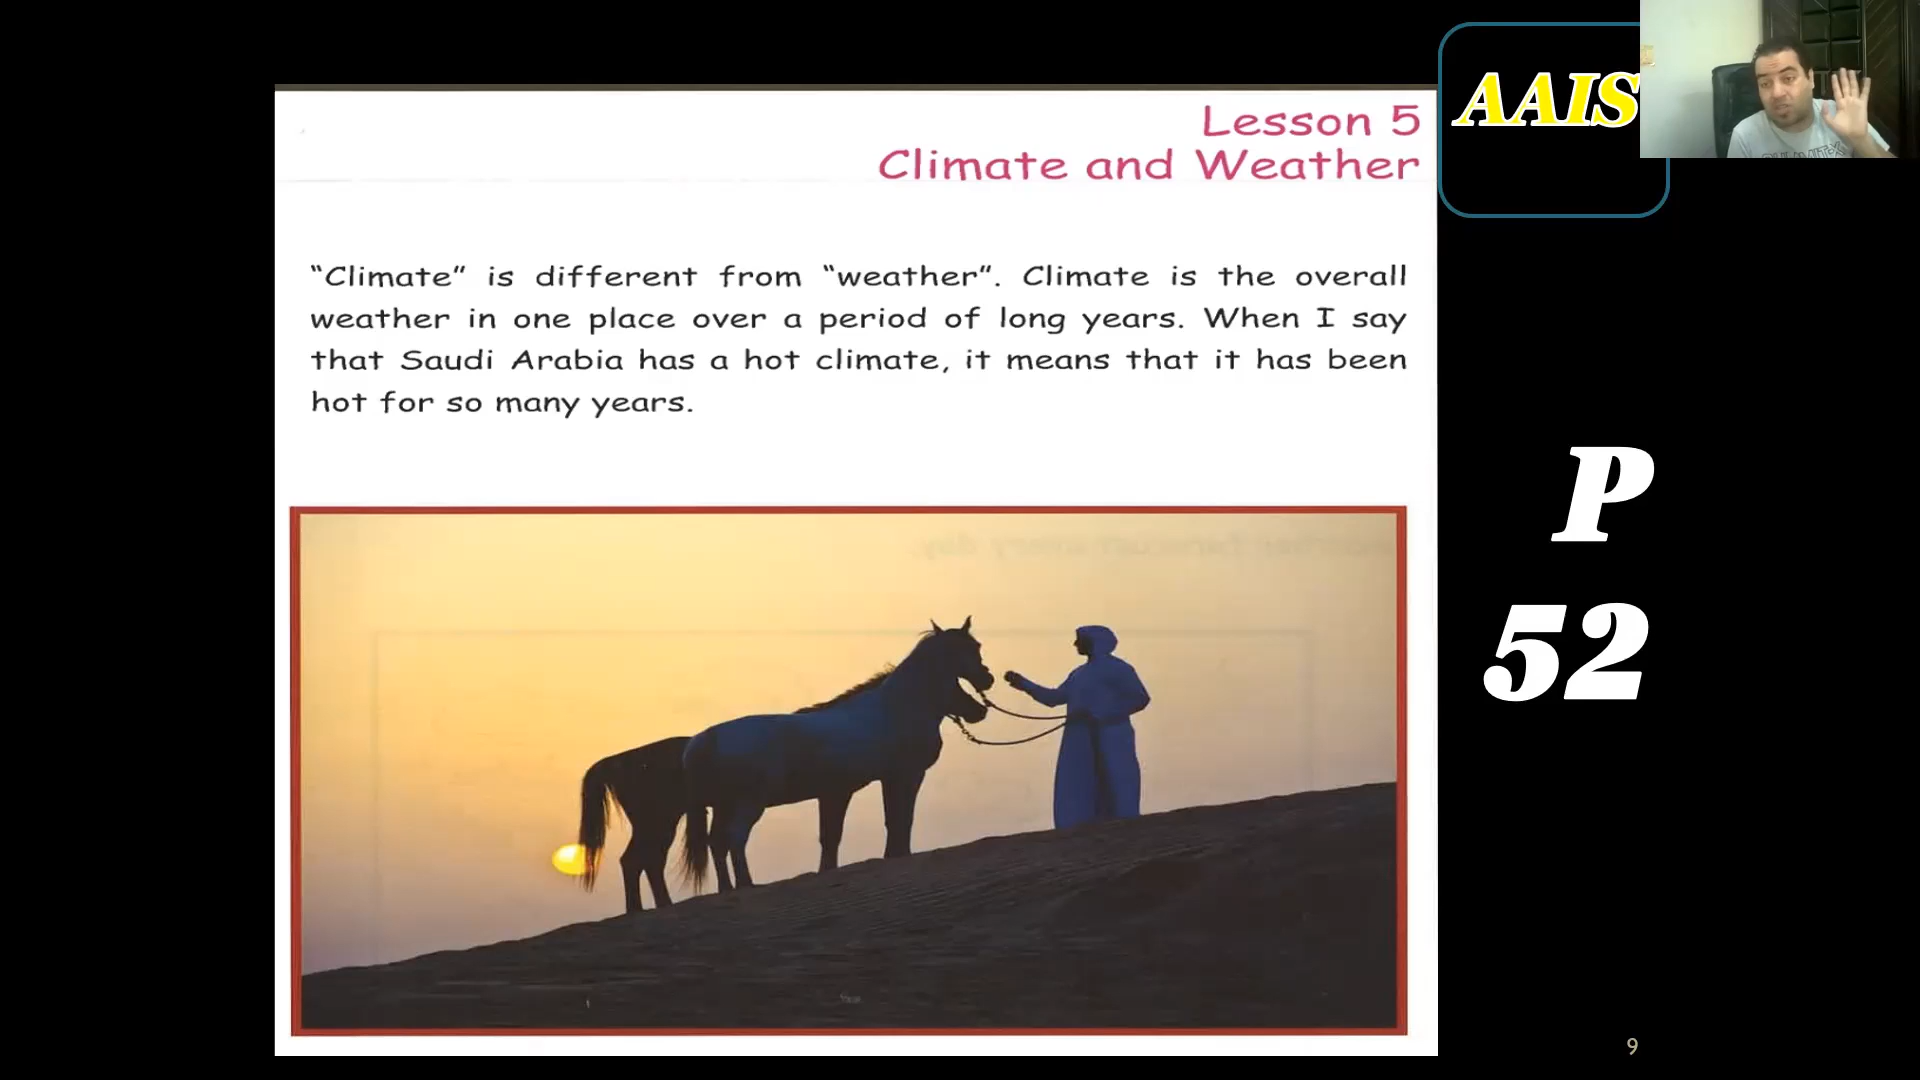 Lesson 5
Climate and Weather
AAIS
“Climate” is different from “weather”. Climate is the overall
weather in one place over a period of long years. When I say
that Saudi Arabia has a hot climate, it means that it has been
hot for so many years.
P
52
9